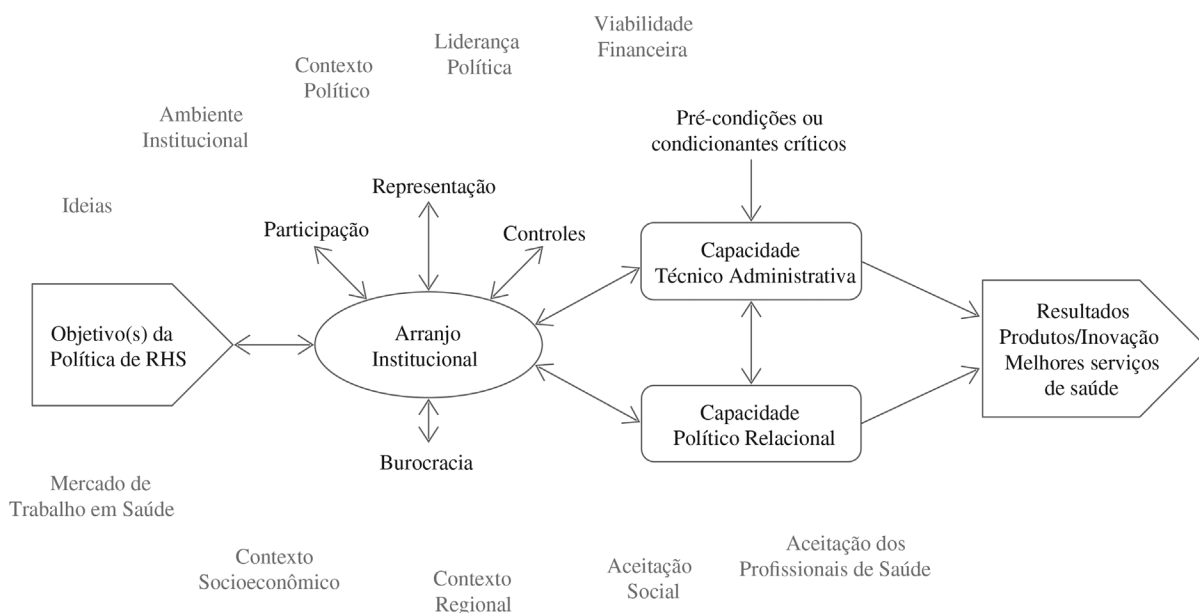 Viabilidade
Financeira
Liderança
Política
Contexto
Político
Ambiente
Institucional
Ideias
Pré-condições ou
condicionantes críticos
Representação
Participação
Controles
Capacidade
Técnico Administrativa
Objetivo(s) da
Política de RHS
Arranjo
Institucional
Resultados
Produtos/Inovação
Melhores serviços
de saúde
Capacidade
Político Relacional
Burocracia
Mercado de
Trabalho em Saúde
Contexto
Socioeconômico
Contexto
Regional
Aceitação
Social
Aceitação dos
Profissionais de Saúde